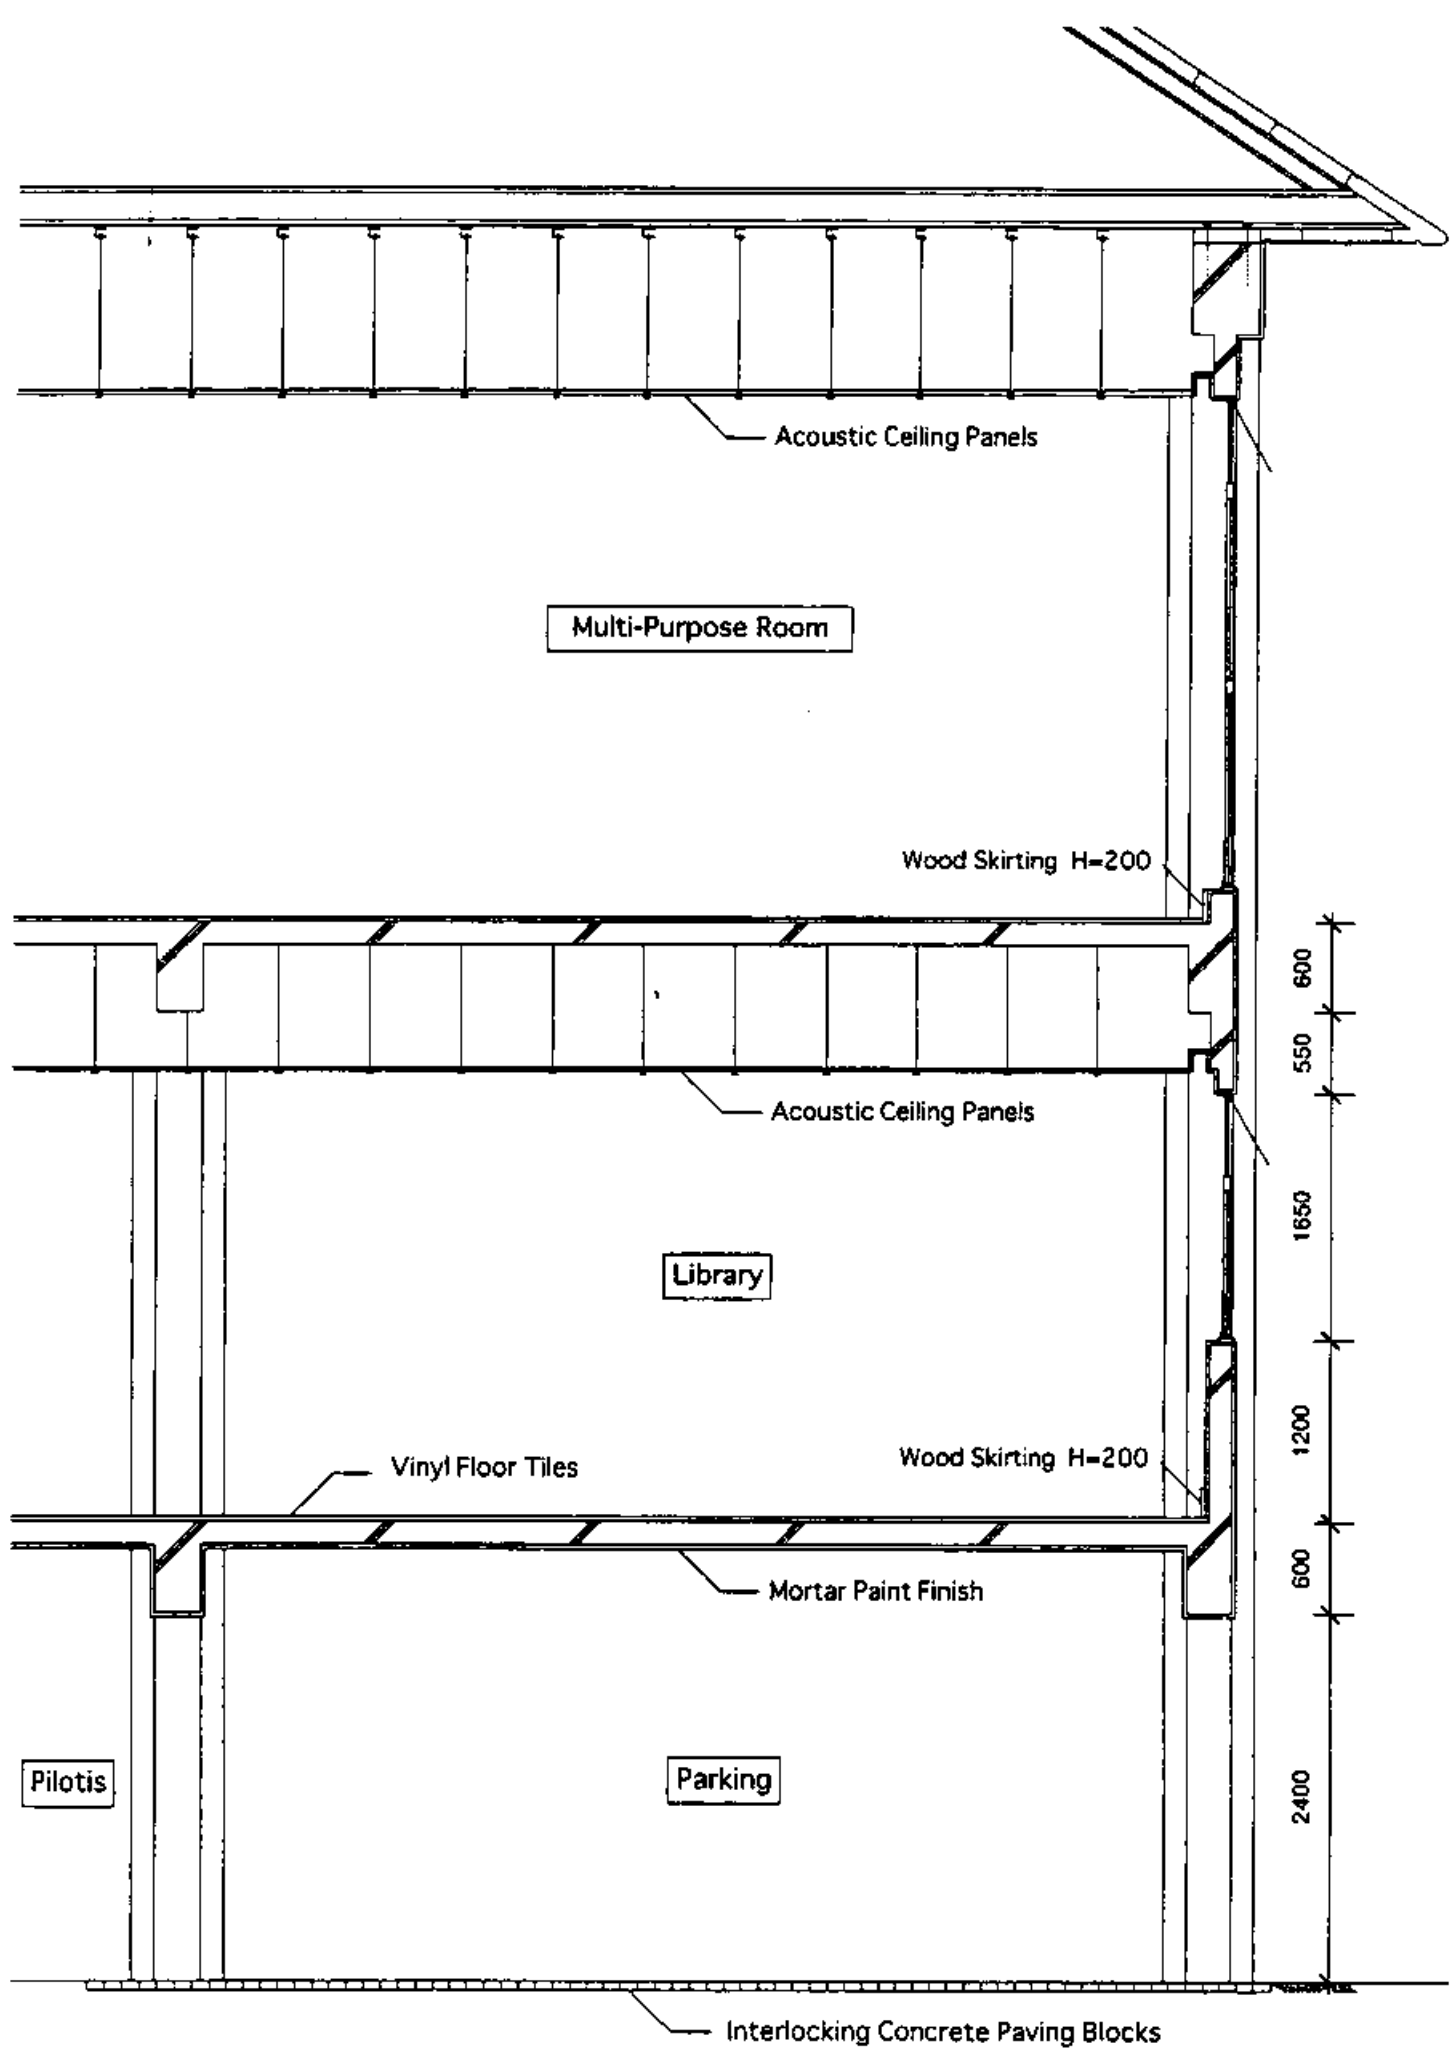 Acoustic Ceiling Panels
Multi-Purpose Room
Wood Skirting H=200
600
550
Acoustic Ceiling Panels
1650
Library
1200
Wood Skirting H=200
Vinyl Floor Tiles
600
Mortar Paint Finish
Pilotis
Parking
2400
Interlocking Concrete Paving Blocks